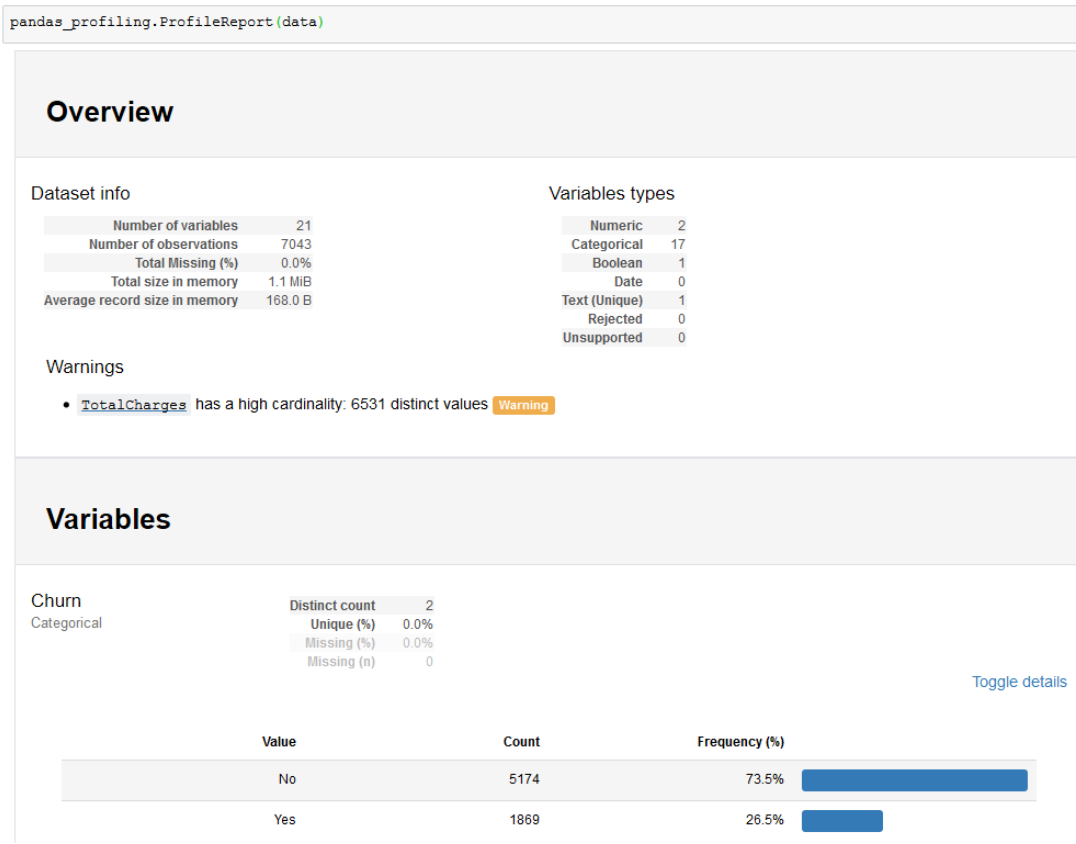 pandas_profiling.ProfileReport(data)
Overview
Dataset info
Number of variables 21
Number of observations 7043
Total Missing (%) 0.0%
Total size in memory 1.1 MiB
Average record size in memory 168.0 B
Variables types
Numeric 2
Categorical 17
Boolean 1
Date 0
Text (Unique) 1
Rejected 0
Unsupported 0
Warnings
• TotalCharges has a high cardinality: 6531 distinct values Warning
Variables
Churn
Categorical
Distinct count 2
Unique (%) 0.0%
Missing (%) 0.0%
Missing (n) 0
Toggle details
Value Count Frequency (%)
No 5174 73.5%
Yes 1869 26.5%